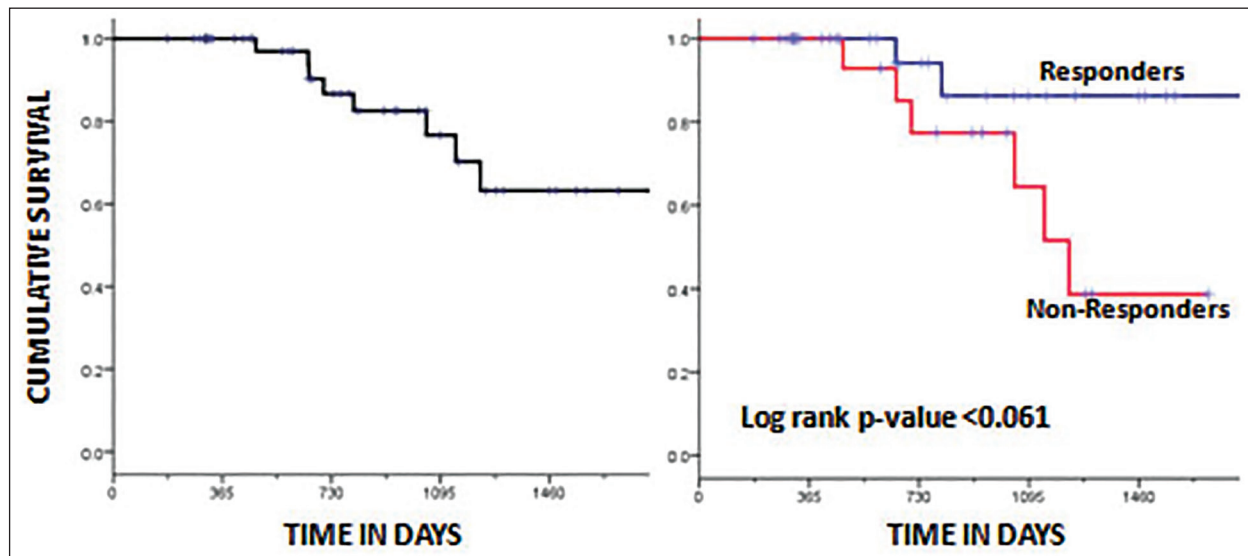 CUMULATIVE SURVIVAL
1.0
0.8
0.6
0.4
0.2
0.0
0 365 730 1095 1460
TIME IN DAYS
1.0
0.8
0.6
0.4
0.2
0.0
Responders
Non-Responders
Log rank p-value <0.061
0 365 730 1095 1460
TIME IN DAYS